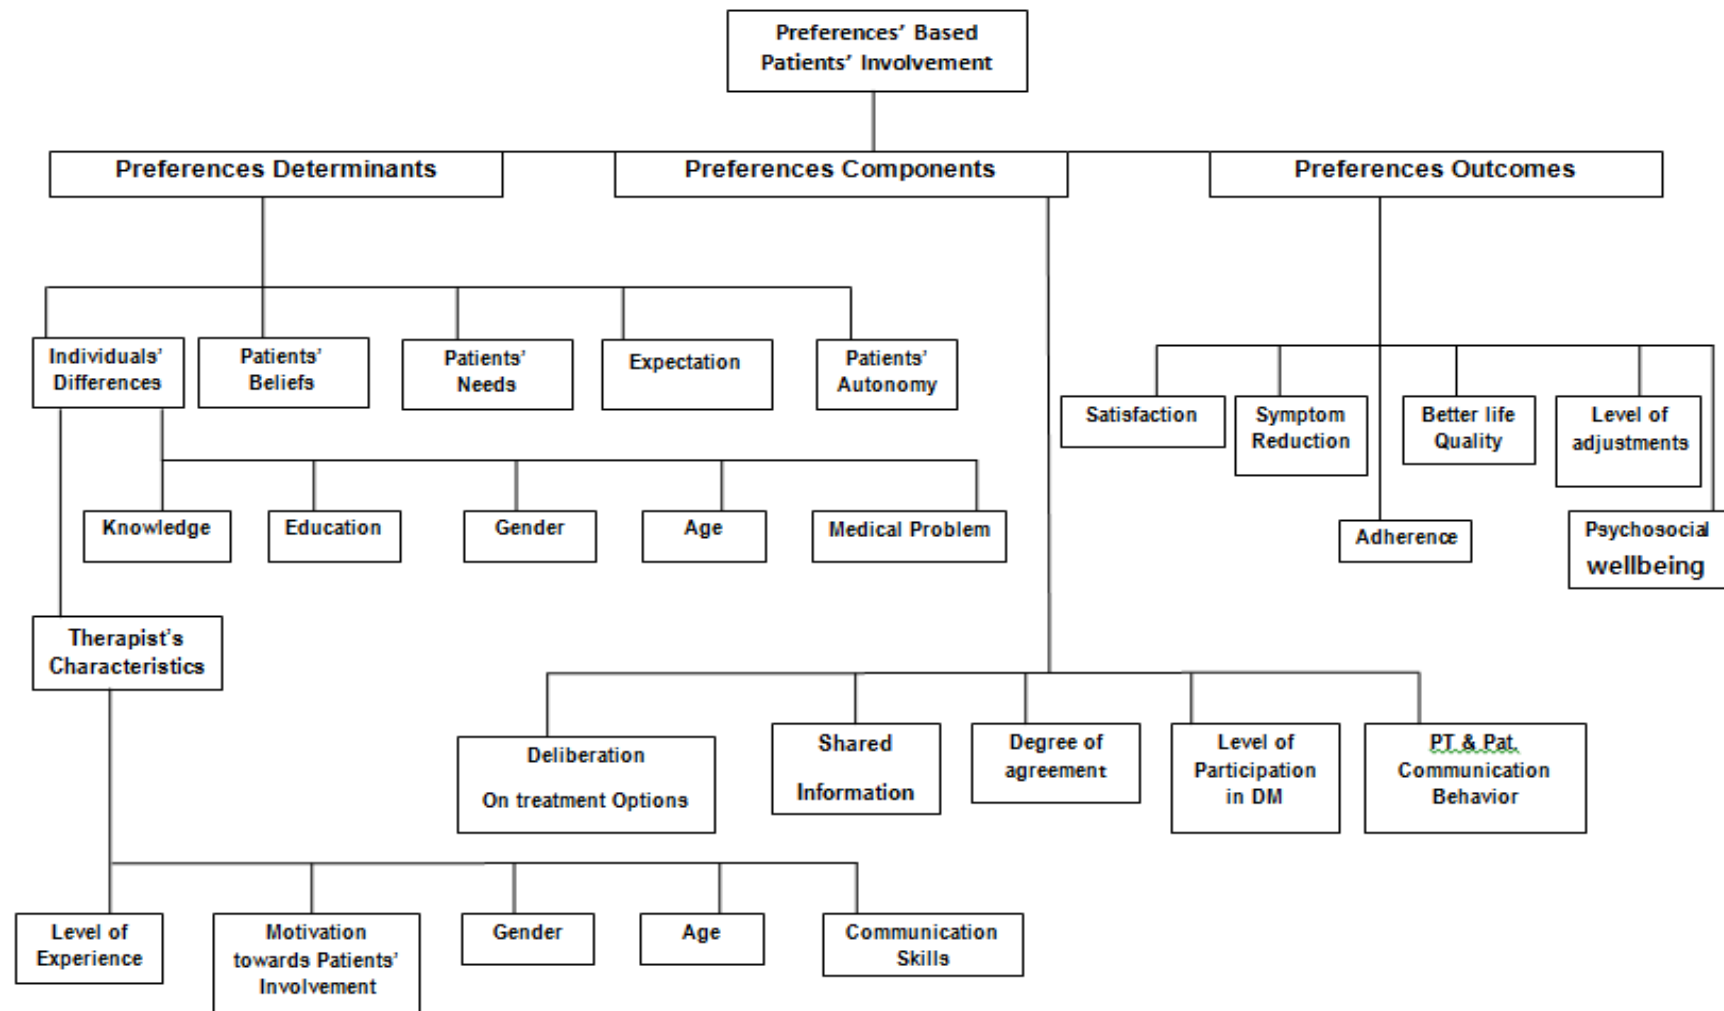 Preferences' Based
Patients' Involvement
Preferences Determinants
Preferences Components
Preferences Outcomes
Individuals'
Differences
Patients'
Beliefs
Patients'
Needs
Expectation
Patients'
Autonomy
Satisfaction
Symptom
Reduction
Better life
Quality
Level of
adjustments
Knowledge
Education
Gender
Age
Medical Problem
Adherence
Psychosocial
wellbeing
Therapist's
Characteristics
Deliberation
On treatment Options
Shared
Information
Degree of
agreement
Level of
Participation
in DM
PT & Pat.
Communication
Behavior
Level of
Experience
Motivation
towards Patients'
Involvement
Gender
Age
Communication
Skills